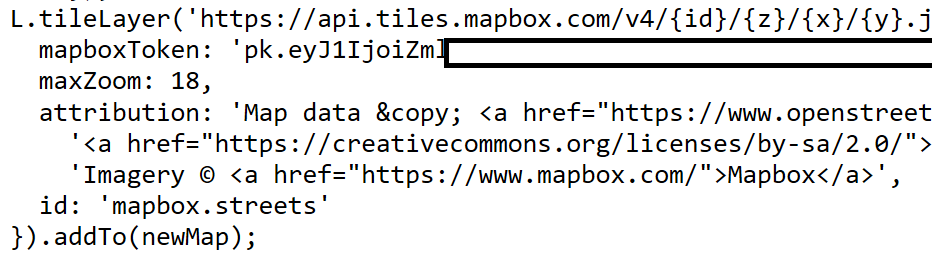 L.tileLayer('https://api.tiles.mapbox.com/v4/{id}/{z}/{x}/{y}.j
mapboxToken: 'pk.eyJ1IjoiZml
maxZoom: 18,
attribution: 'Map data &copy; <a href="https://www.openstreet
'<a href="https://creativecommons.org/licenses/by-sa/2.0/">
'Imagery © <a href="https://www.mapbox.com/">Mapbox</a>',
id: 'mapbox.streets'
}).addTo(newMap);